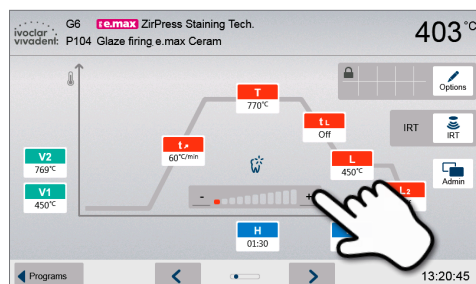 ivoclar
vivadent:
G6 e.max ZirPress Staining Tech.
P104 Glaze firing e.max Ceram
403°C
Options
T
770°C
tL
Off
IRT
IRT
t↗
60°C/min
L
450°C
Admin
V2
769°C
V1
450°C
L2
- +
H
01:30
Programs
13:20:45